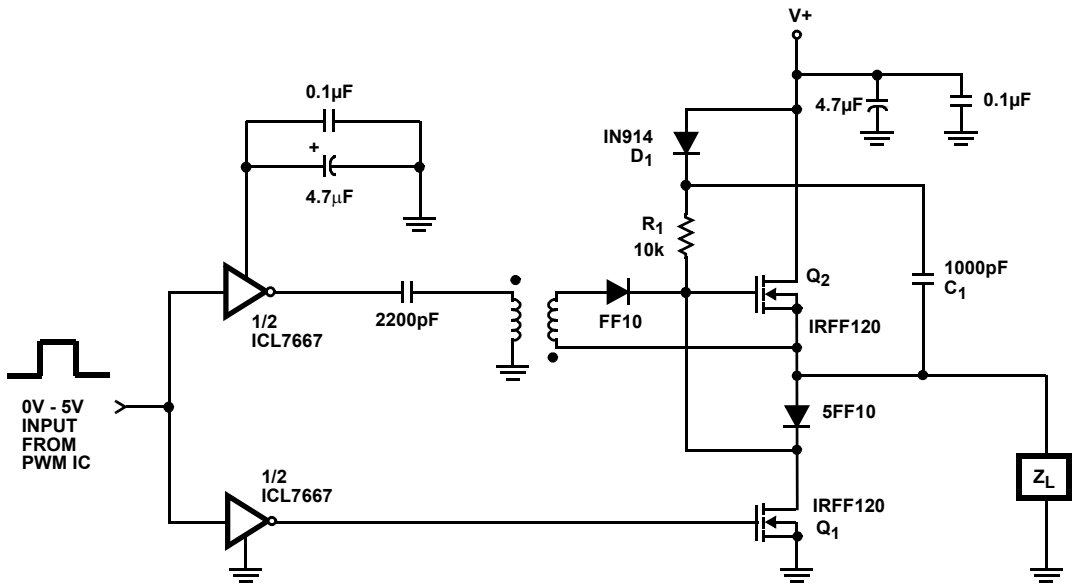 V+
0.1µF
+
4.7µF
4.7µF
0.1µF
IN914
D1
R1
10k
1000pF
C1
Q2
IRFF120
2200pF
FF10
1/2
ICL7667
0V - 5V
INPUT
FROM
PWM IC
5FF10
1/2
ICL7667
IRFF120
Q1
ZL